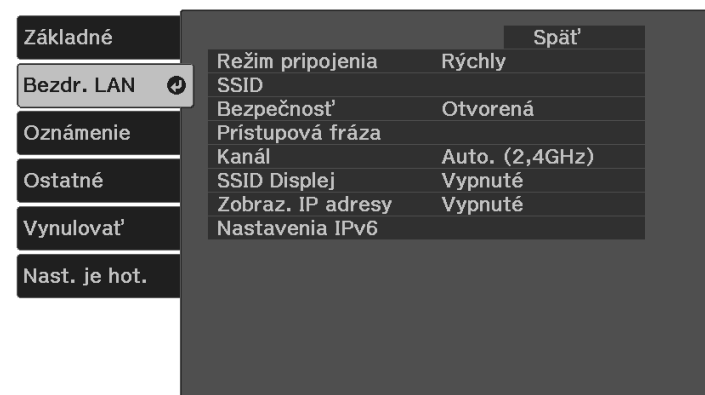 Základné
Bezdr. LAN
Oznámenie
Ostatné
Vynulovať
Nast. je hot.
Späť
Režim pripojenia Rýchly
SSID
Bezpečnosť Otvorená
Prístupová fráza
Kanál Auto. (2,4GHz)
SSID Displej Vypnuté
Zobraz. IP adresy Vypnuté
Nastavenia IPv6